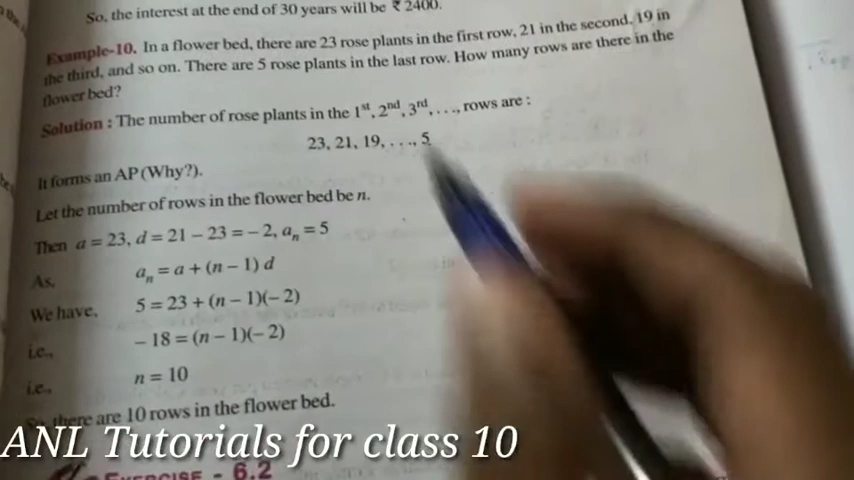 So, the interest at the end of 30 years will be ₹ 2400.
Example-10. In a flower bed, there are 23 rose plants in the first row, 21 in the second, 19 in
the third, and so on. There are 5 rose plants in the last row. How many rows are there in the
flower bed?
Solution : The number of rose plants in the 1st, 2nd, 3rd, . . ., rows are :
23, 21, 19, . . ., 5
It forms an AP (Why?).
Let the number of rows in the flower bed be n.
Then a = 23, d = 21 − 23 = − 2, aₙ = 5
As, aₙ = a + (n − 1) d
We have, 5 = 23 + (n − 1)(− 2)
i.e., − 18 = (n − 1)(− 2)
i.e., n = 10
So, there are 10 rows in the flower bed.
ANL Tutorials for class 10
EXERCISE - 6.2